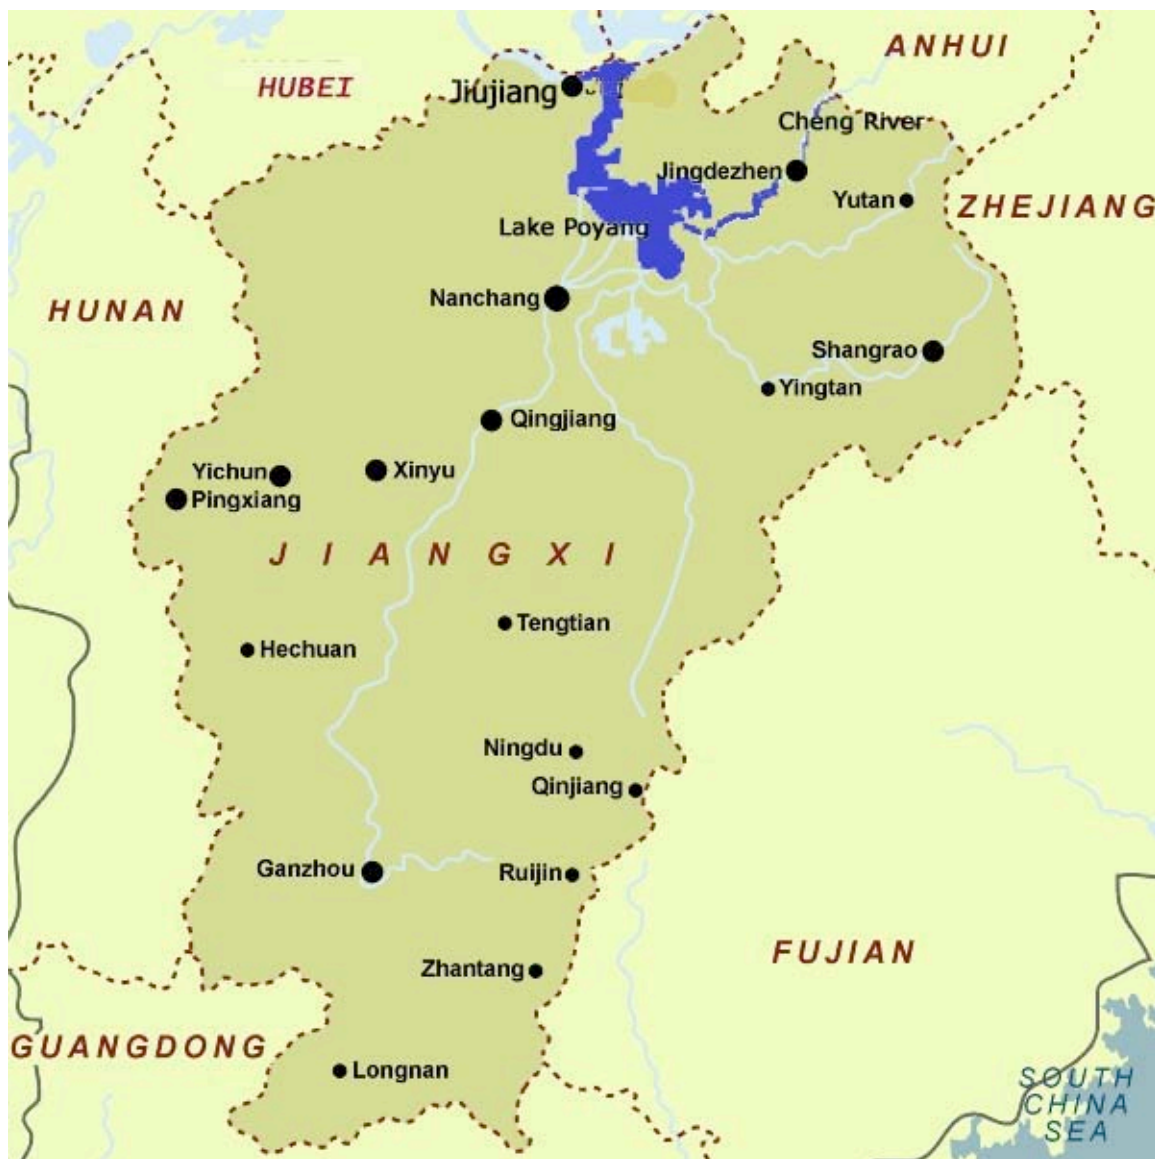 ANHUI
HUBEI
Jiujiang
Cheng River
Jingdezhen
Yutan
ZHEJIANG
Lake Poyang
Nanchang
HUNAN
Shangrao
Yingtan
Qingjiang
Yichun
Xinyu
Pingxiang
JIANGXI
Tengtian
Hechuan
Ningdu
Qinjiang
Ganzhou
Ruijin
FUJIAN
Zhantang
GUANGDONG
Longnan
SOUTH
CHINA
SEA